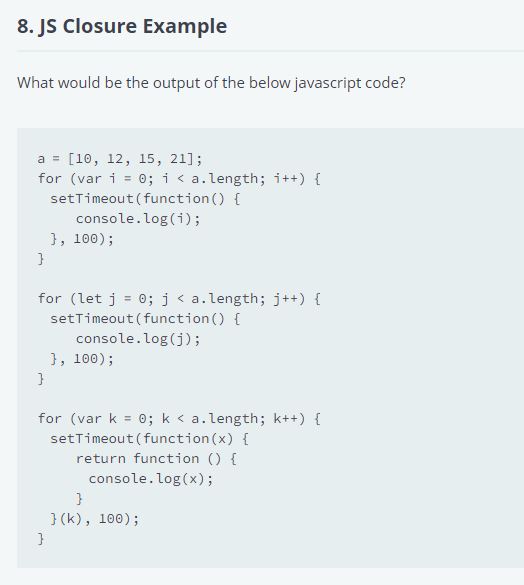 8. JS Closure Example
What would be the output of the below javascript code?
a = [10, 12, 15, 21];
for (var i = 0; i < a.length; i++) {
setTimeout(function() {
console.log(i);
}, 100);
}
for (let j = 0; j < a.length; j++) {
setTimeout(function() {
console.log(j);
}, 100);
}
for (var k = 0; k < a.length; k++) {
setTimeout(function(x) {
return function () {
console.log(x);
}
}(k), 100);
}